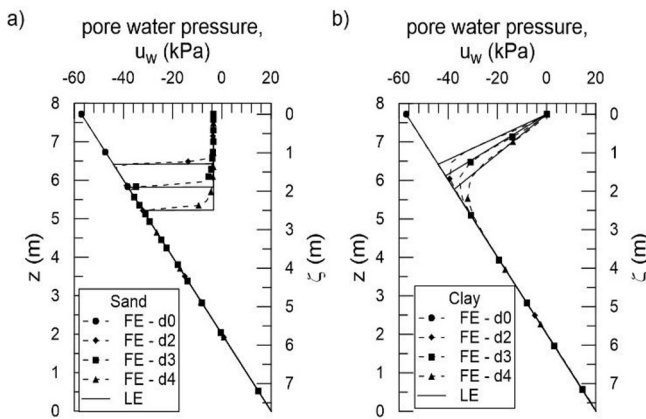 a)
pore water pressure,
u_w (kPa)
-60 -40 -20 0 20
8
7
6
5
4
3
2
1
0
z (m)
0
1
2
3
4
5
6
7
ζ (m)
Sand
FE - d0
FE - d2
FE - d3
FE - d4
LE
b)
pore water pressure,
u_w (kPa)
-60 -40 -20 0 20
8
7
6
5
4
3
2
1
0
z (m)
0
1
2
3
4
5
6
7
ζ (m)
Clay
FE - d0
FE - d2
FE - d3
FE - d4
LE